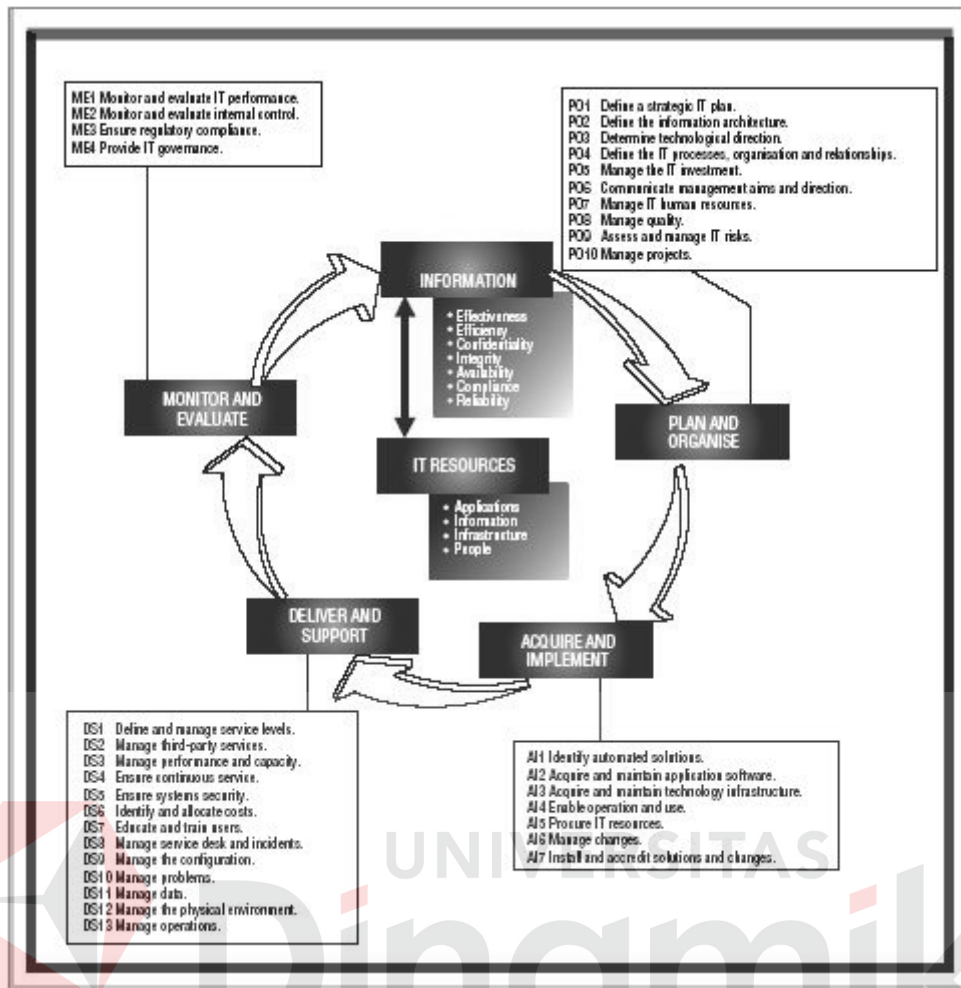 ME1 Monitor and evaluate IT performance.
ME2 Monitor and evaluate internal control.
ME3 Ensure regulatory compliance.
ME4 Provide IT governance.
PO1 Define a strategic IT plan.
PO2 Define the information architecture.
PO3 Determine technological direction.
PO4 Define the IT processes, organisation and relationships.
PO5 Manage the IT investment.
PO6 Communicate management aims and direction.
PO7 Manage IT human resources.
PO8 Manage quality.
PO9 Assess and manage IT risks.
PO10 Manage projects.
INFORMATION
• Effectiveness
• Efficiency
• Confidentiality
• Integrity
• Availability
• Compliance
• Reliability
MONITOR AND
EVALUATE
PLAN AND
ORGANISE
IT RESOURCES
• Applications
• Information
• Infrastructure
• People
DELIVER AND
SUPPORT
ACQUIRE AND
IMPLEMENT
DS1 Define and manage service levels.
DS2 Manage third-party services.
DS3 Manage performance and capacity.
DS4 Ensure continuous service.
DS5 Ensure systems security.
DS6 Identify and allocate costs.
DS7 Educate and train users.
DS8 Manage service desk and incidents.
DS9 Manage the configuration.
DS10 Manage problems.
DS11 Manage data.
DS12 Manage the physical environment.
DS13 Manage operations.
AI1 Identify automated solutions.
AI2 Acquire and maintain application software.
AI3 Acquire and maintain technology infrastructure.
AI4 Enable operation and use.
AI5 Procure IT resources.
AI6 Manage changes.
AI7 Install and accredit solutions and changes.
UNIVERSITAS
Dinamik